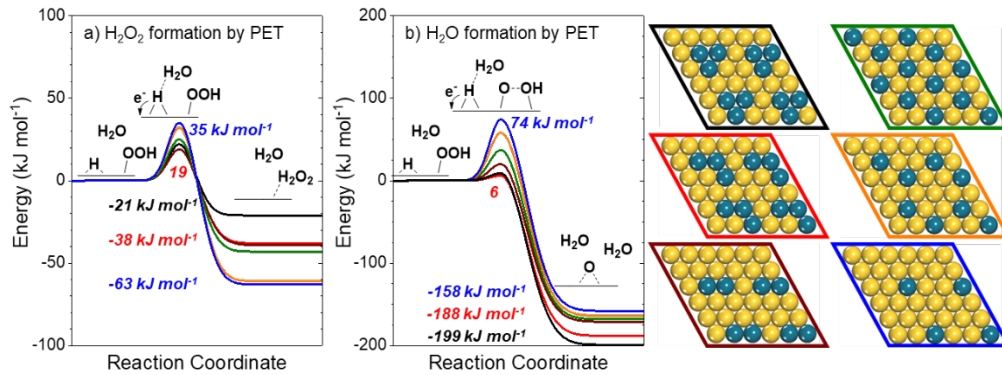 a) H₂O₂ formation by PET
Energy (kJ mol⁻¹)
100
50
0
-50
-100
H₂O
e⁻ H OOH
35 kJ mol⁻¹
H₂O
H OOH
19
H₂O₂
-21 kJ mol⁻¹
-38 kJ mol⁻¹
-63 kJ mol⁻¹
Reaction Coordinate
b) H₂O formation by PET
Energy (kJ mol⁻¹)
200
100
0
-100
-200
H₂O
e⁻ H O OH
74 kJ mol⁻¹
H₂O
H OOH
6
H₂O H₂O
O
-158 kJ mol⁻¹
-188 kJ mol⁻¹
-199 kJ mol⁻¹
Reaction Coordinate